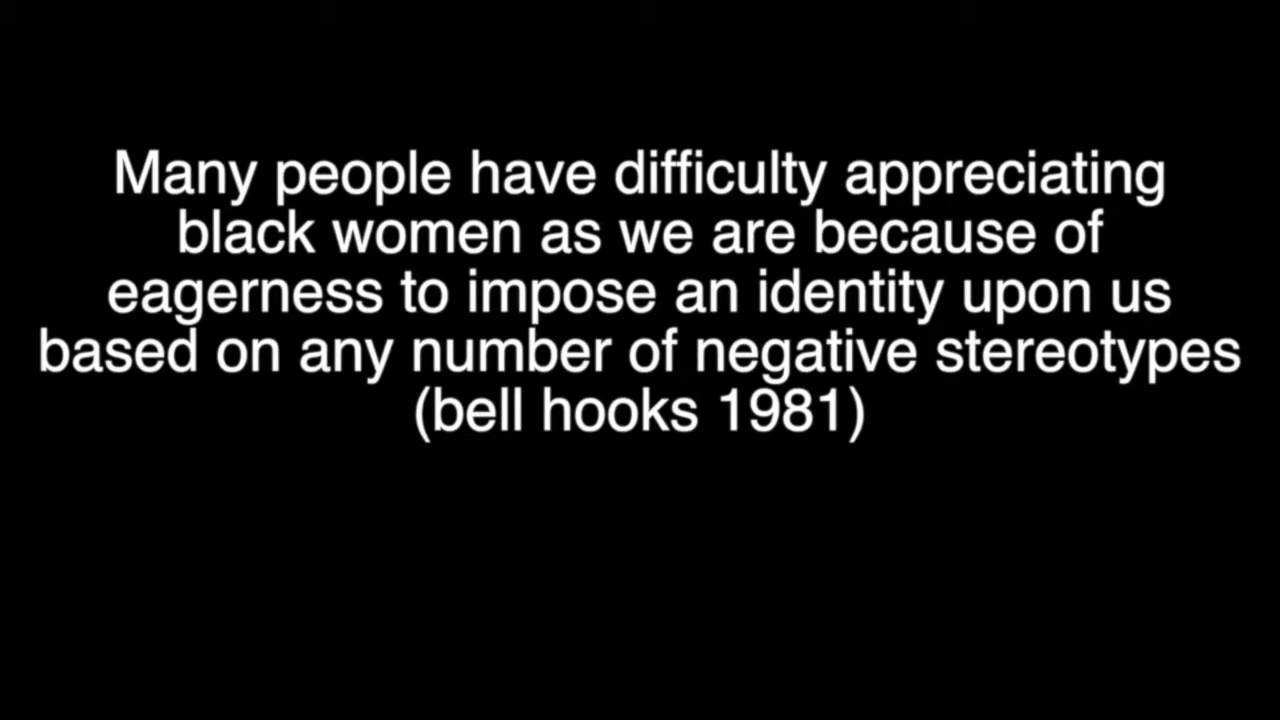 Many people have difficulty appreciating
black women as we are because of
eagerness to impose an identity upon us
based on any number of negative stereotypes
(bell hooks 1981)